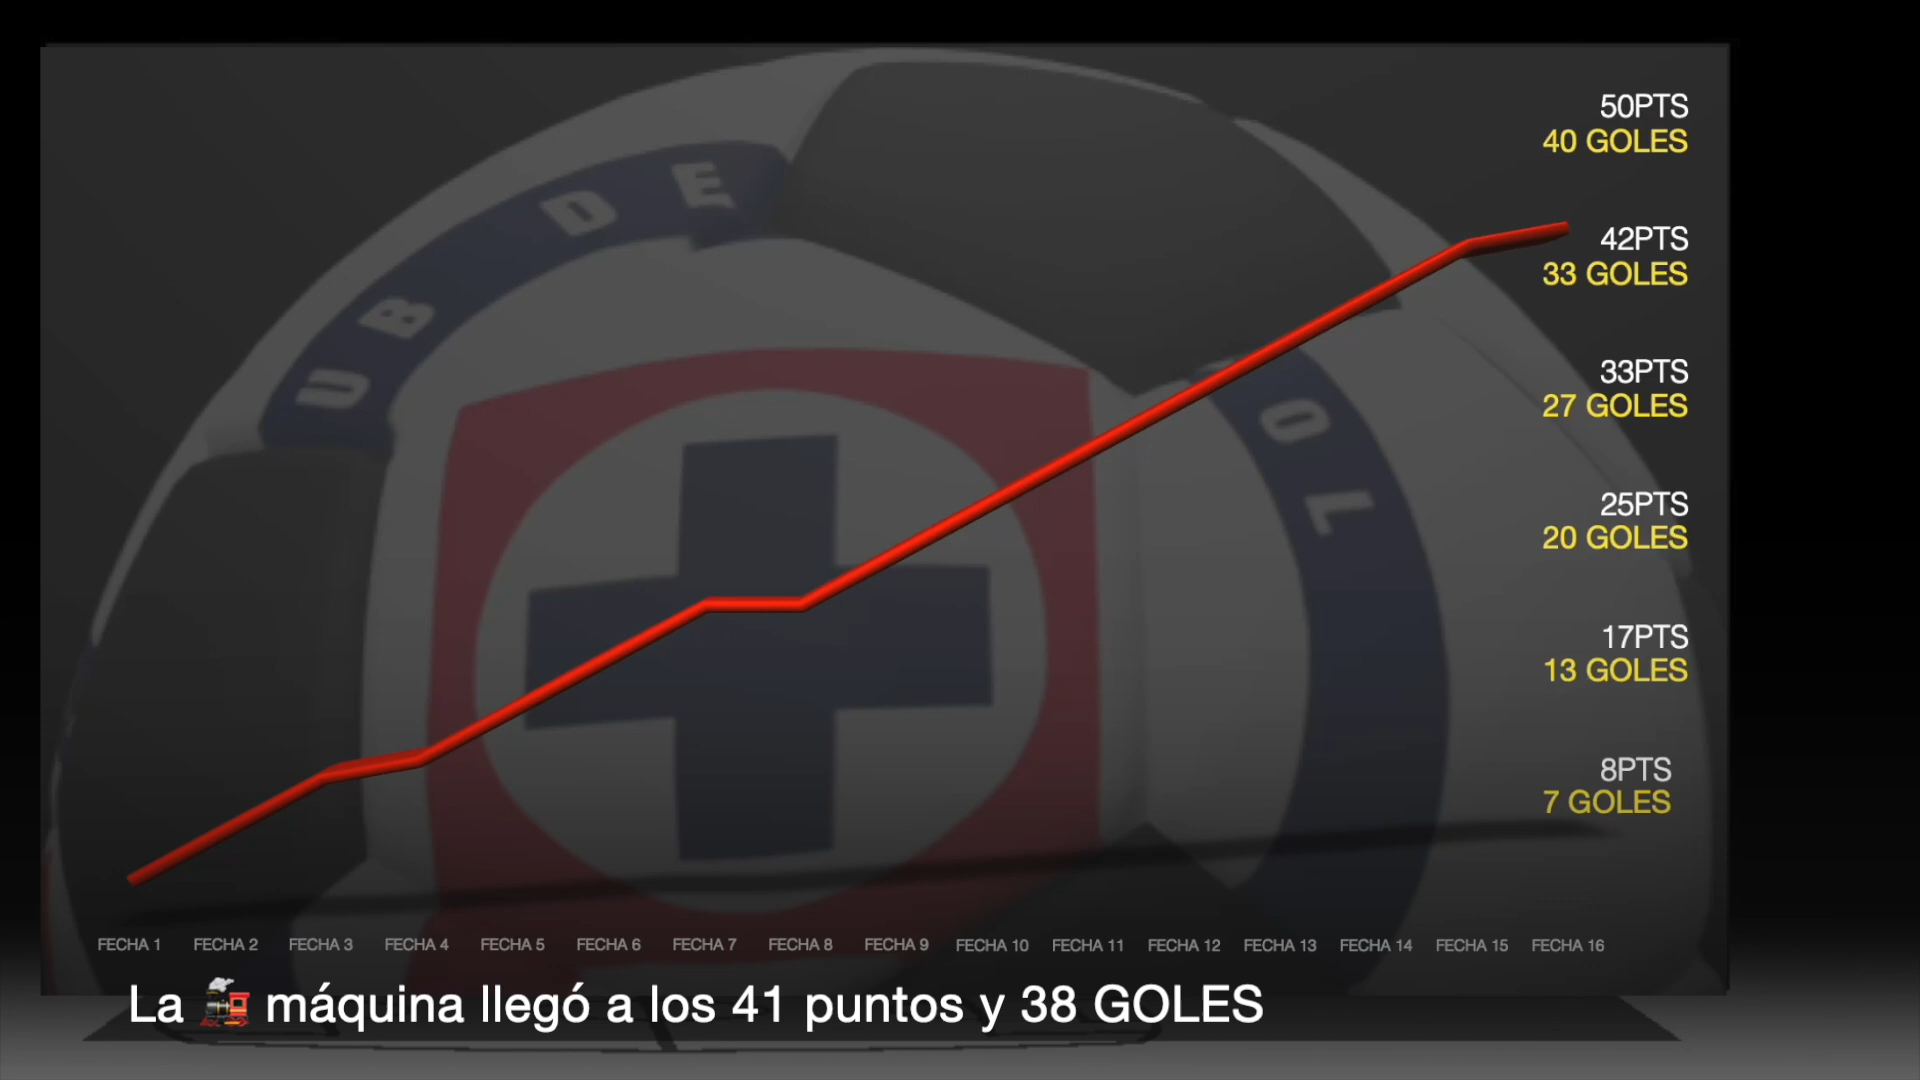 50PTS
40 GOLES
42PTS
33 GOLES
33PTS
27 GOLES
25PTS
20 GOLES
17PTS
13 GOLES
8PTS
7 GOLES
UB DE
OL
FECHA 1 FECHA 2 FECHA 3 FECHA 4 FECHA 5 FECHA 6 FECHA 7 FECHA 8 FECHA 9 FECHA 10 FECHA 11 FECHA 12 FECHA 13 FECHA 14 FECHA 15 FECHA 16
La 🚂 máquina llegó a los 41 puntos y 38 GOLES